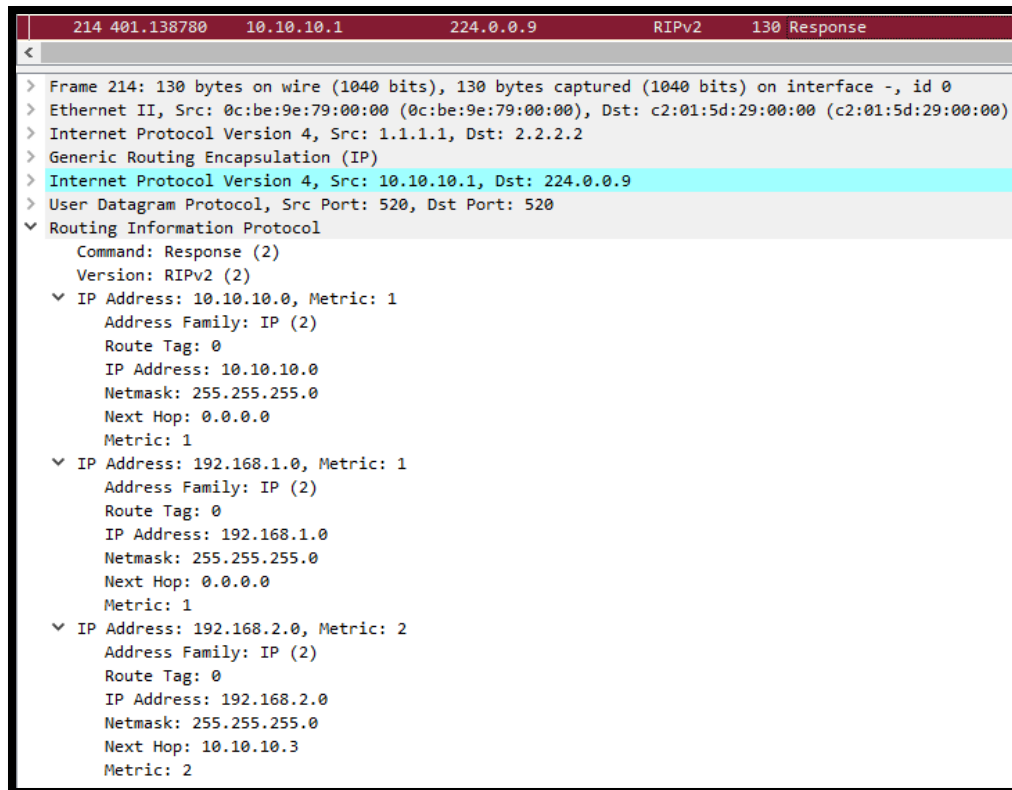 214 401.138780 10.10.10.1 224.0.0.9 RIPv2 130 Response
Frame 214: 130 bytes on wire (1040 bits), 130 bytes captured (1040 bits) on interface -, id 0
Ethernet II, Src: 0c:be:9e:79:00:00 (0c:be:9e:79:00:00), Dst: c2:01:5d:29:00:00 (c2:01:5d:29:00:00)
Internet Protocol Version 4, Src: 1.1.1.1, Dst: 2.2.2.2
Generic Routing Encapsulation (IP)
Internet Protocol Version 4, Src: 10.10.10.1, Dst: 224.0.0.9
User Datagram Protocol, Src Port: 520, Dst Port: 520
Routing Information Protocol
Command: Response (2)
Version: RIPv2 (2)
IP Address: 10.10.10.0, Metric: 1
Address Family: IP (2)
Route Tag: 0
IP Address: 10.10.10.0
Netmask: 255.255.255.0
Next Hop: 0.0.0.0
Metric: 1
IP Address: 192.168.1.0, Metric: 1
Address Family: IP (2)
Route Tag: 0
IP Address: 192.168.1.0
Netmask: 255.255.255.0
Next Hop: 0.0.0.0
Metric: 1
IP Address: 192.168.2.0, Metric: 2
Address Family: IP (2)
Route Tag: 0
IP Address: 192.168.2.0
Netmask: 255.255.255.0
Next Hop: 10.10.10.3
Metric: 2